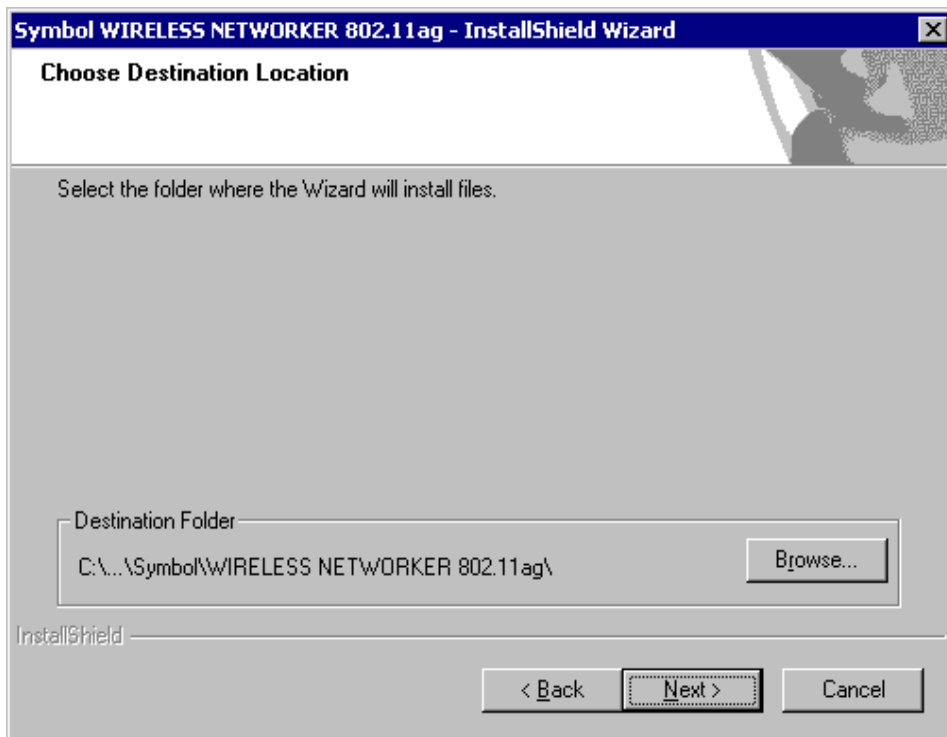 Symbol WIRELESS NETWORKER 802.11ag - InstallShield Wizard
Choose Destination Location
Select the folder where the Wizard will install files.
Destination Folder
C:\...\Symbol\WIRELESS NETWORKER 802.11ag\
Browse...
InstallShield
< Back
Next >
Cancel